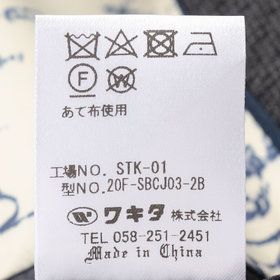 F W
あて布使用
工場NO. STK-01
型NO. 20F-SBCJ03-2B
ワキタ 株式会社
TEL 058-251-2451
Made in China